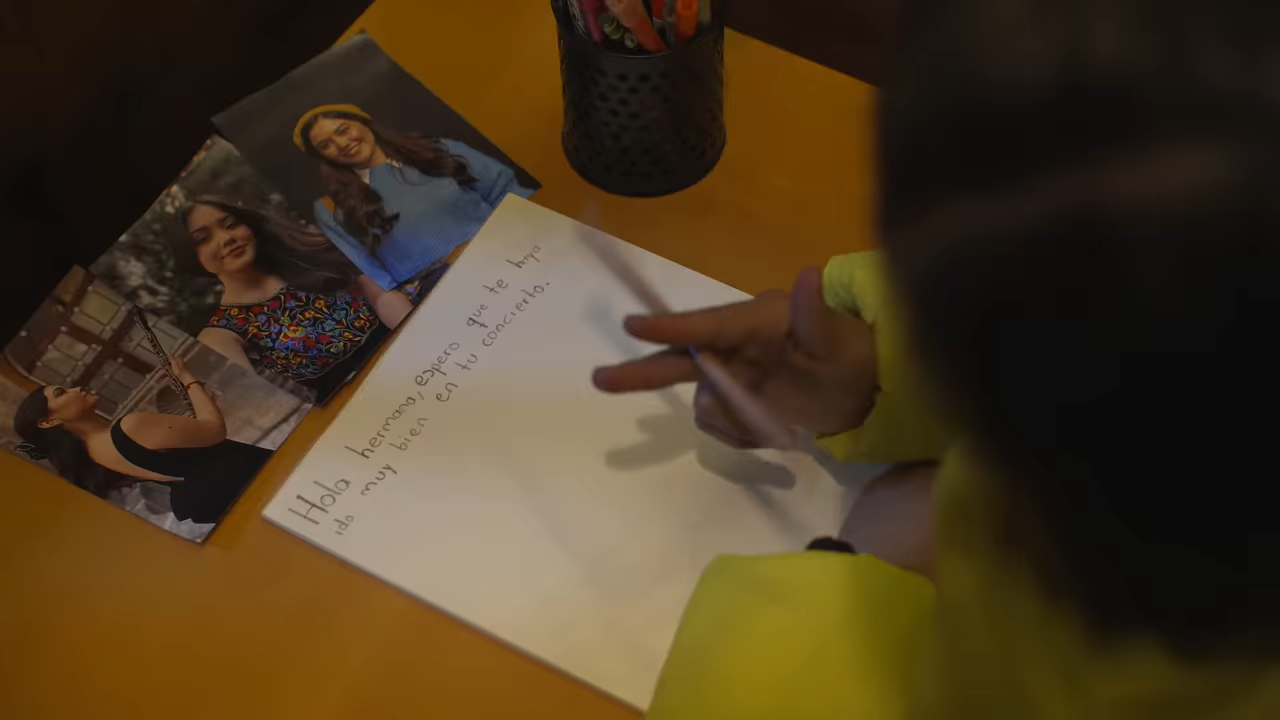 Hola hermana, espero que te haya
ido muy bien en tu concierto.